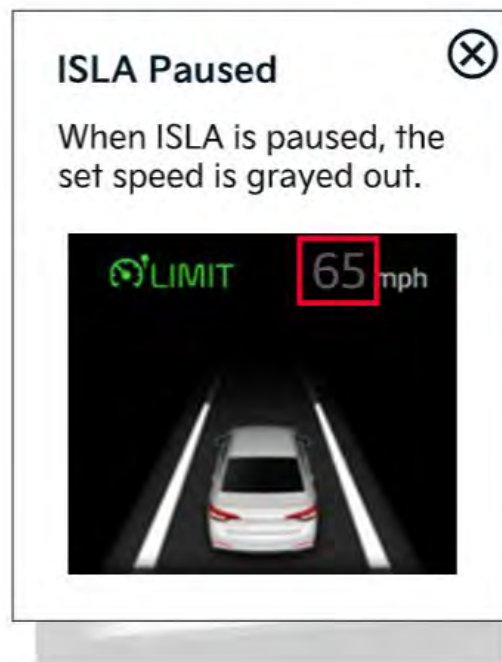 ISLA Paused
When ISLA is paused, the
set speed is grayed out.
LIMIT 65 mph